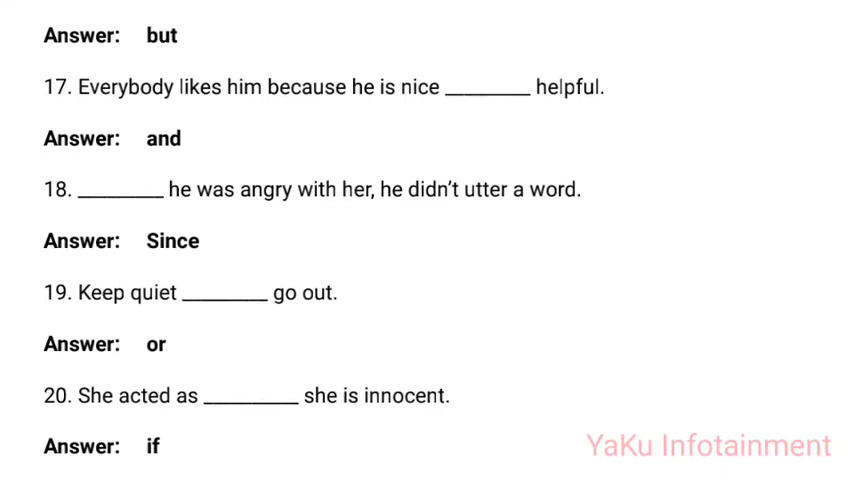 Answer: but
17. Everybody likes him because he is nice ________ helpful.
Answer: and
18. ________ he was angry with her, he didn’t utter a word.
Answer: Since
19. Keep quiet ________ go out.
Answer: or
20. She acted as _________ she is innocent.
Answer: if
YaKu Infotainment